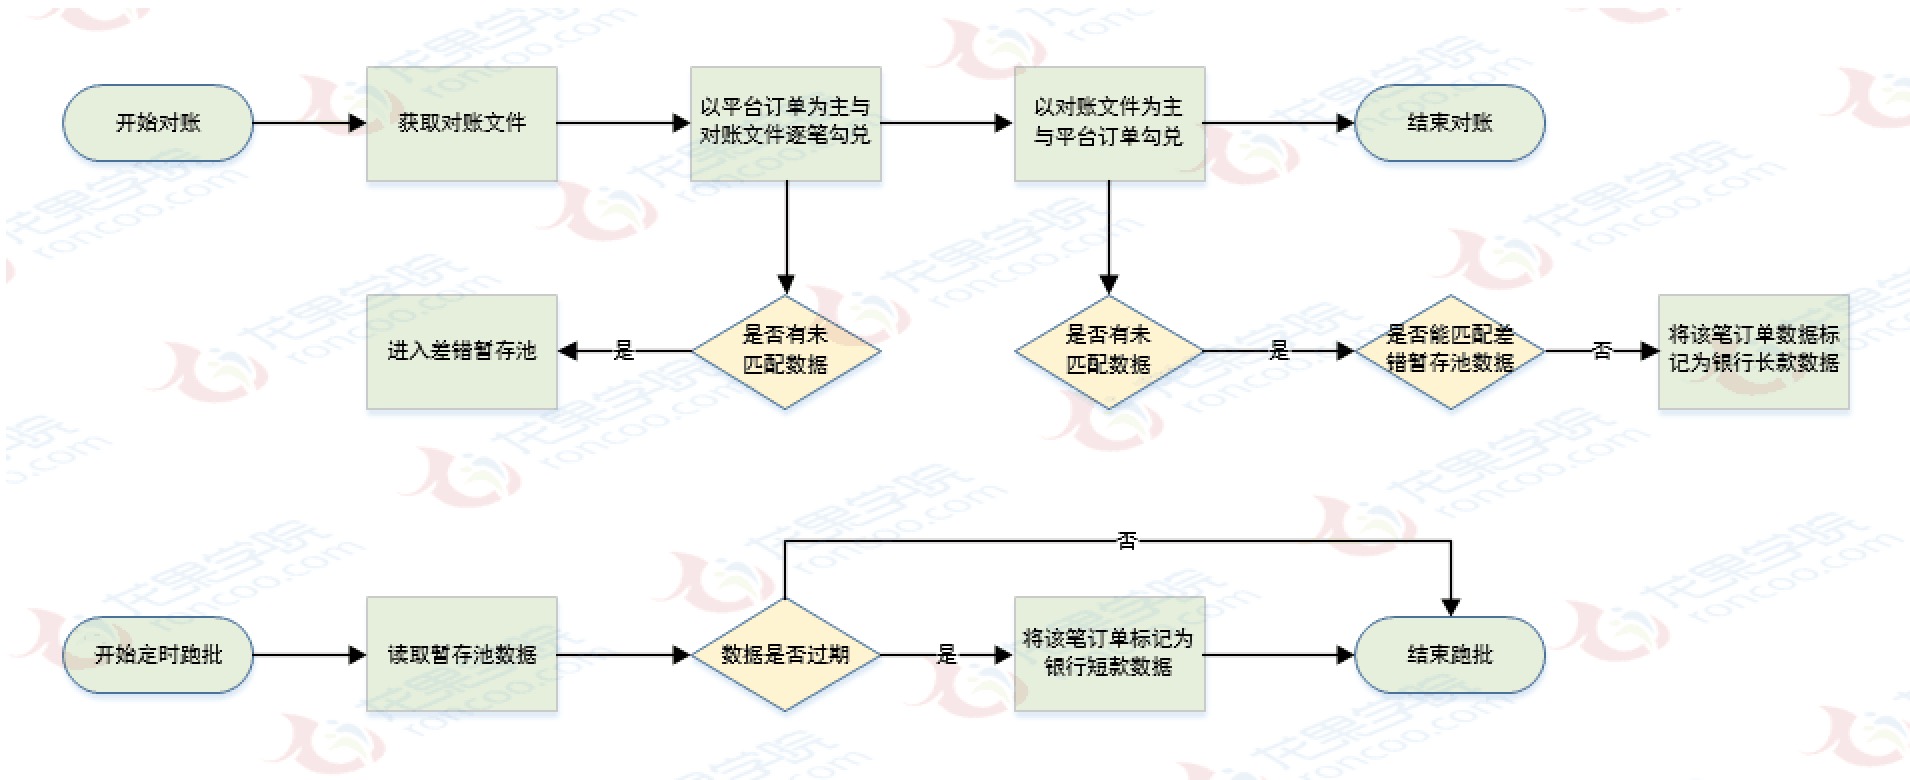 开始对账
获取对账文件
以平台订单为主与
对账文件逐笔勾兑
以对账文件为主
与平台订单勾兑
结束对账
进入差错暂存池
是
是否有未
匹配数据
是否有未
匹配数据
是
是否能匹配差
错暂存池数据
否
将该笔订单数据标
记为银行长款数据
否
开始定时跑批
读取暂存池数据
数据是否过期
是
将该笔订单标记为
银行短款数据
结束跑批
龙果学院
roncoo.com